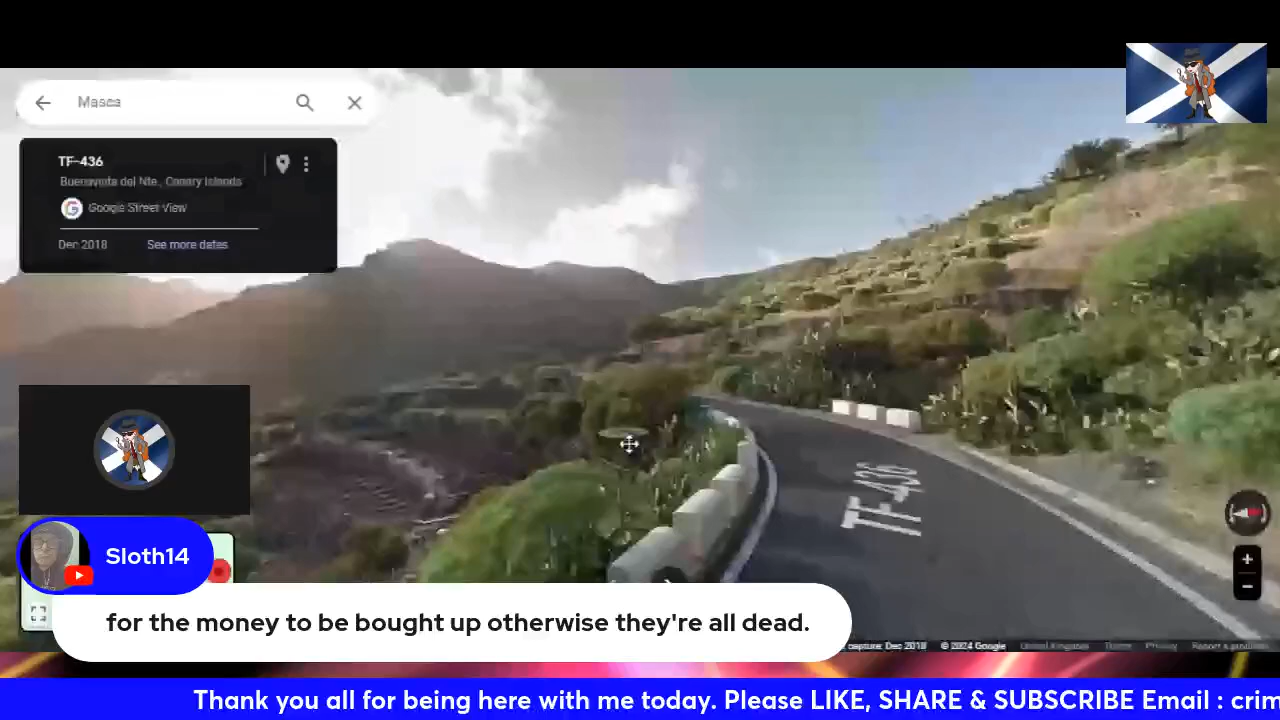 Masca
TF-436
Buenavista del Nte., Canary Islands
Google Street View
Dec 2018
See more dates
TF-436
Sloth14
for the money to be bought up otherwise they're all dead.
capture: Dec 2018 © 2024 Google United Kingdom Terms Privacy Report a problem
Thank you all for being here with me today. Please LIKE, SHARE & SUBSCRIBE Email : crim